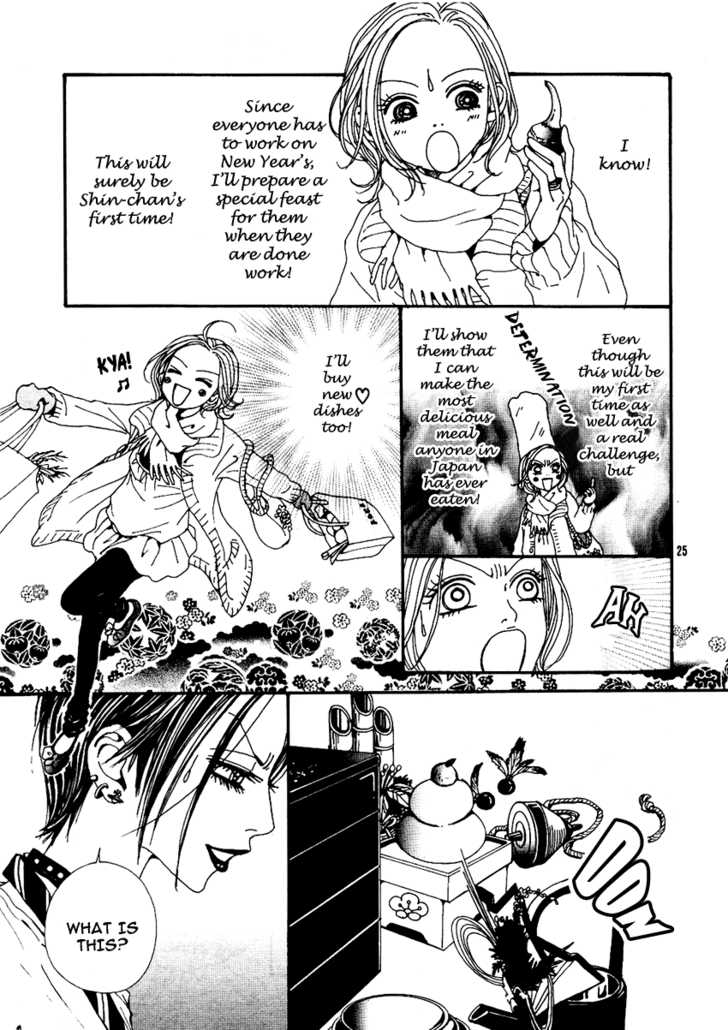 I
know!
Since
everyone has
to work on
New Year's,
I'll prepare a
special feast
for them
when they
are done
work!
This will
surely be
Shin-chan's
first time!
Even
though
this will be
my first
time as
well and
a real
challenge,
but
DETERMINATION
I'll show
them that
I can
make the
most
delicious
meal
anyone in
Japan
has ever
eaten!
I'll
buy
new♡
dishes
too!
KYA!
♫
25
AH
WHAT IS
THIS?
DON